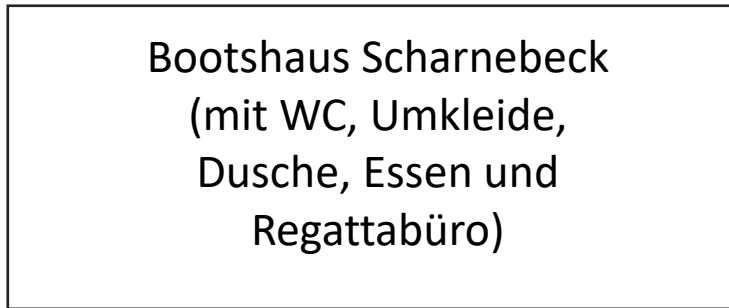 Bootshaus Scharnebeck
(mit WC, Umkleide,
Dusche, Essen und
Regattabüro)